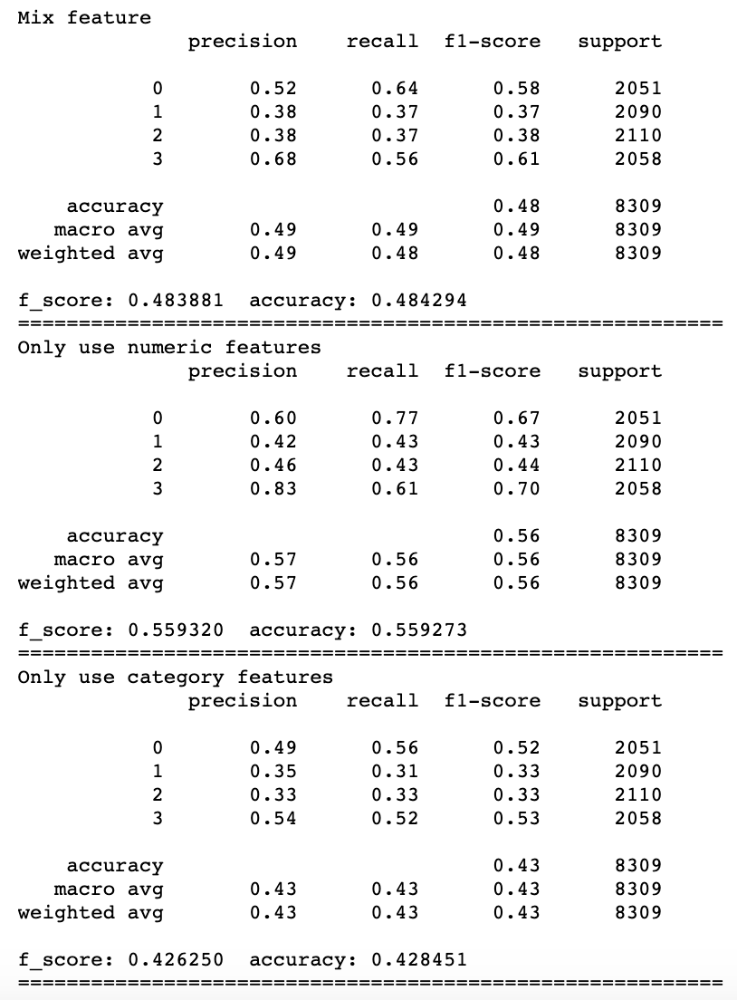 Mix feature
precision recall f1-score support
0 0.52 0.64 0.58 2051
1 0.38 0.37 0.37 2090
2 0.38 0.37 0.38 2110
3 0.68 0.56 0.61 2058
accuracy 0.48 8309
macro avg 0.49 0.49 0.49 8309
weighted avg 0.49 0.48 0.48 8309
f_score: 0.483881 accuracy: 0.484294
==========================================================
Only use numeric features
precision recall f1-score support
0 0.60 0.77 0.67 2051
1 0.42 0.43 0.43 2090
2 0.46 0.43 0.44 2110
3 0.83 0.61 0.70 2058
accuracy 0.56 8309
macro avg 0.57 0.56 0.56 8309
weighted avg 0.57 0.56 0.56 8309
f_score: 0.559320 accuracy: 0.559273
==========================================================
Only use category features
precision recall f1-score support
0 0.49 0.56 0.52 2051
1 0.35 0.31 0.33 2090
2 0.33 0.33 0.33 2110
3 0.54 0.52 0.53 2058
accuracy 0.43 8309
macro avg 0.43 0.43 0.43 8309
weighted avg 0.43 0.43 0.43 8309
f_score: 0.426250 accuracy: 0.428451
==========================================================